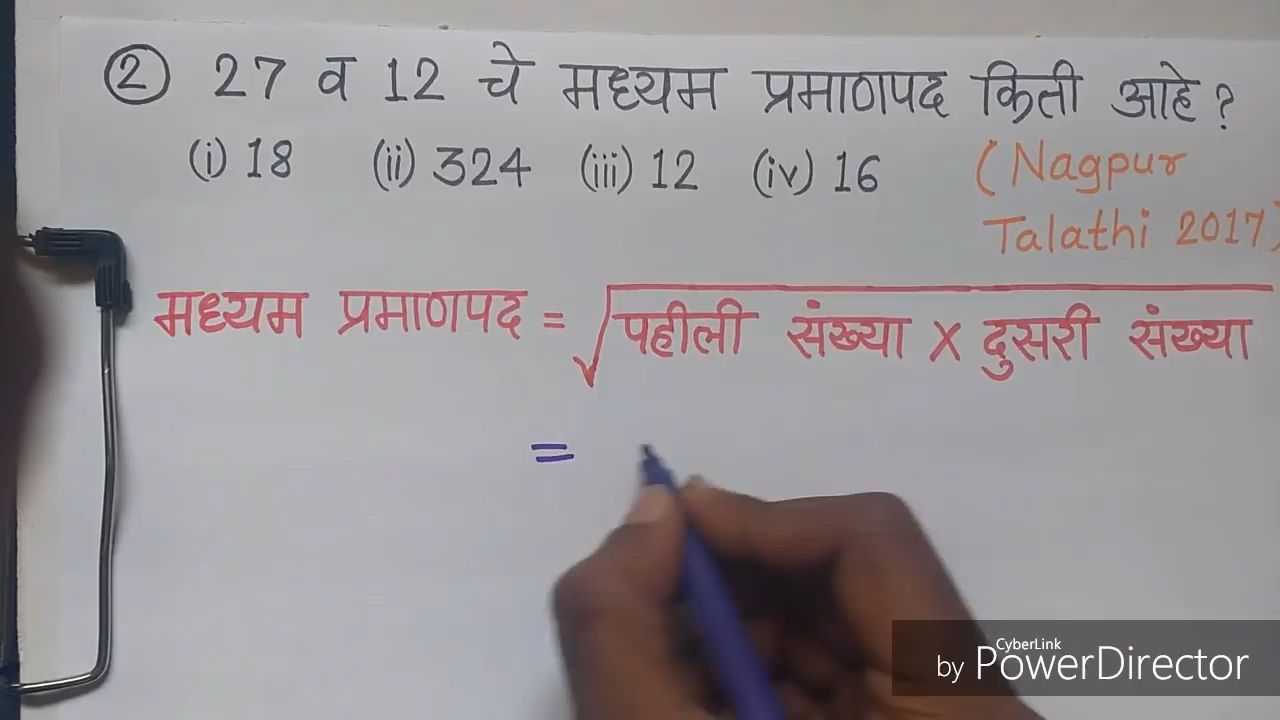 ② 27 व 12 चे मध्यम प्रमाणपद किती आहे ?
(i) 18 (ii) 324 (iii) 12 (iv) 16 (Nagpur
Talathi 2017)
मध्यम प्रमाणपद = √पहीली संख्या x दुसरी संख्या
=
CyberLink
by PowerDirector